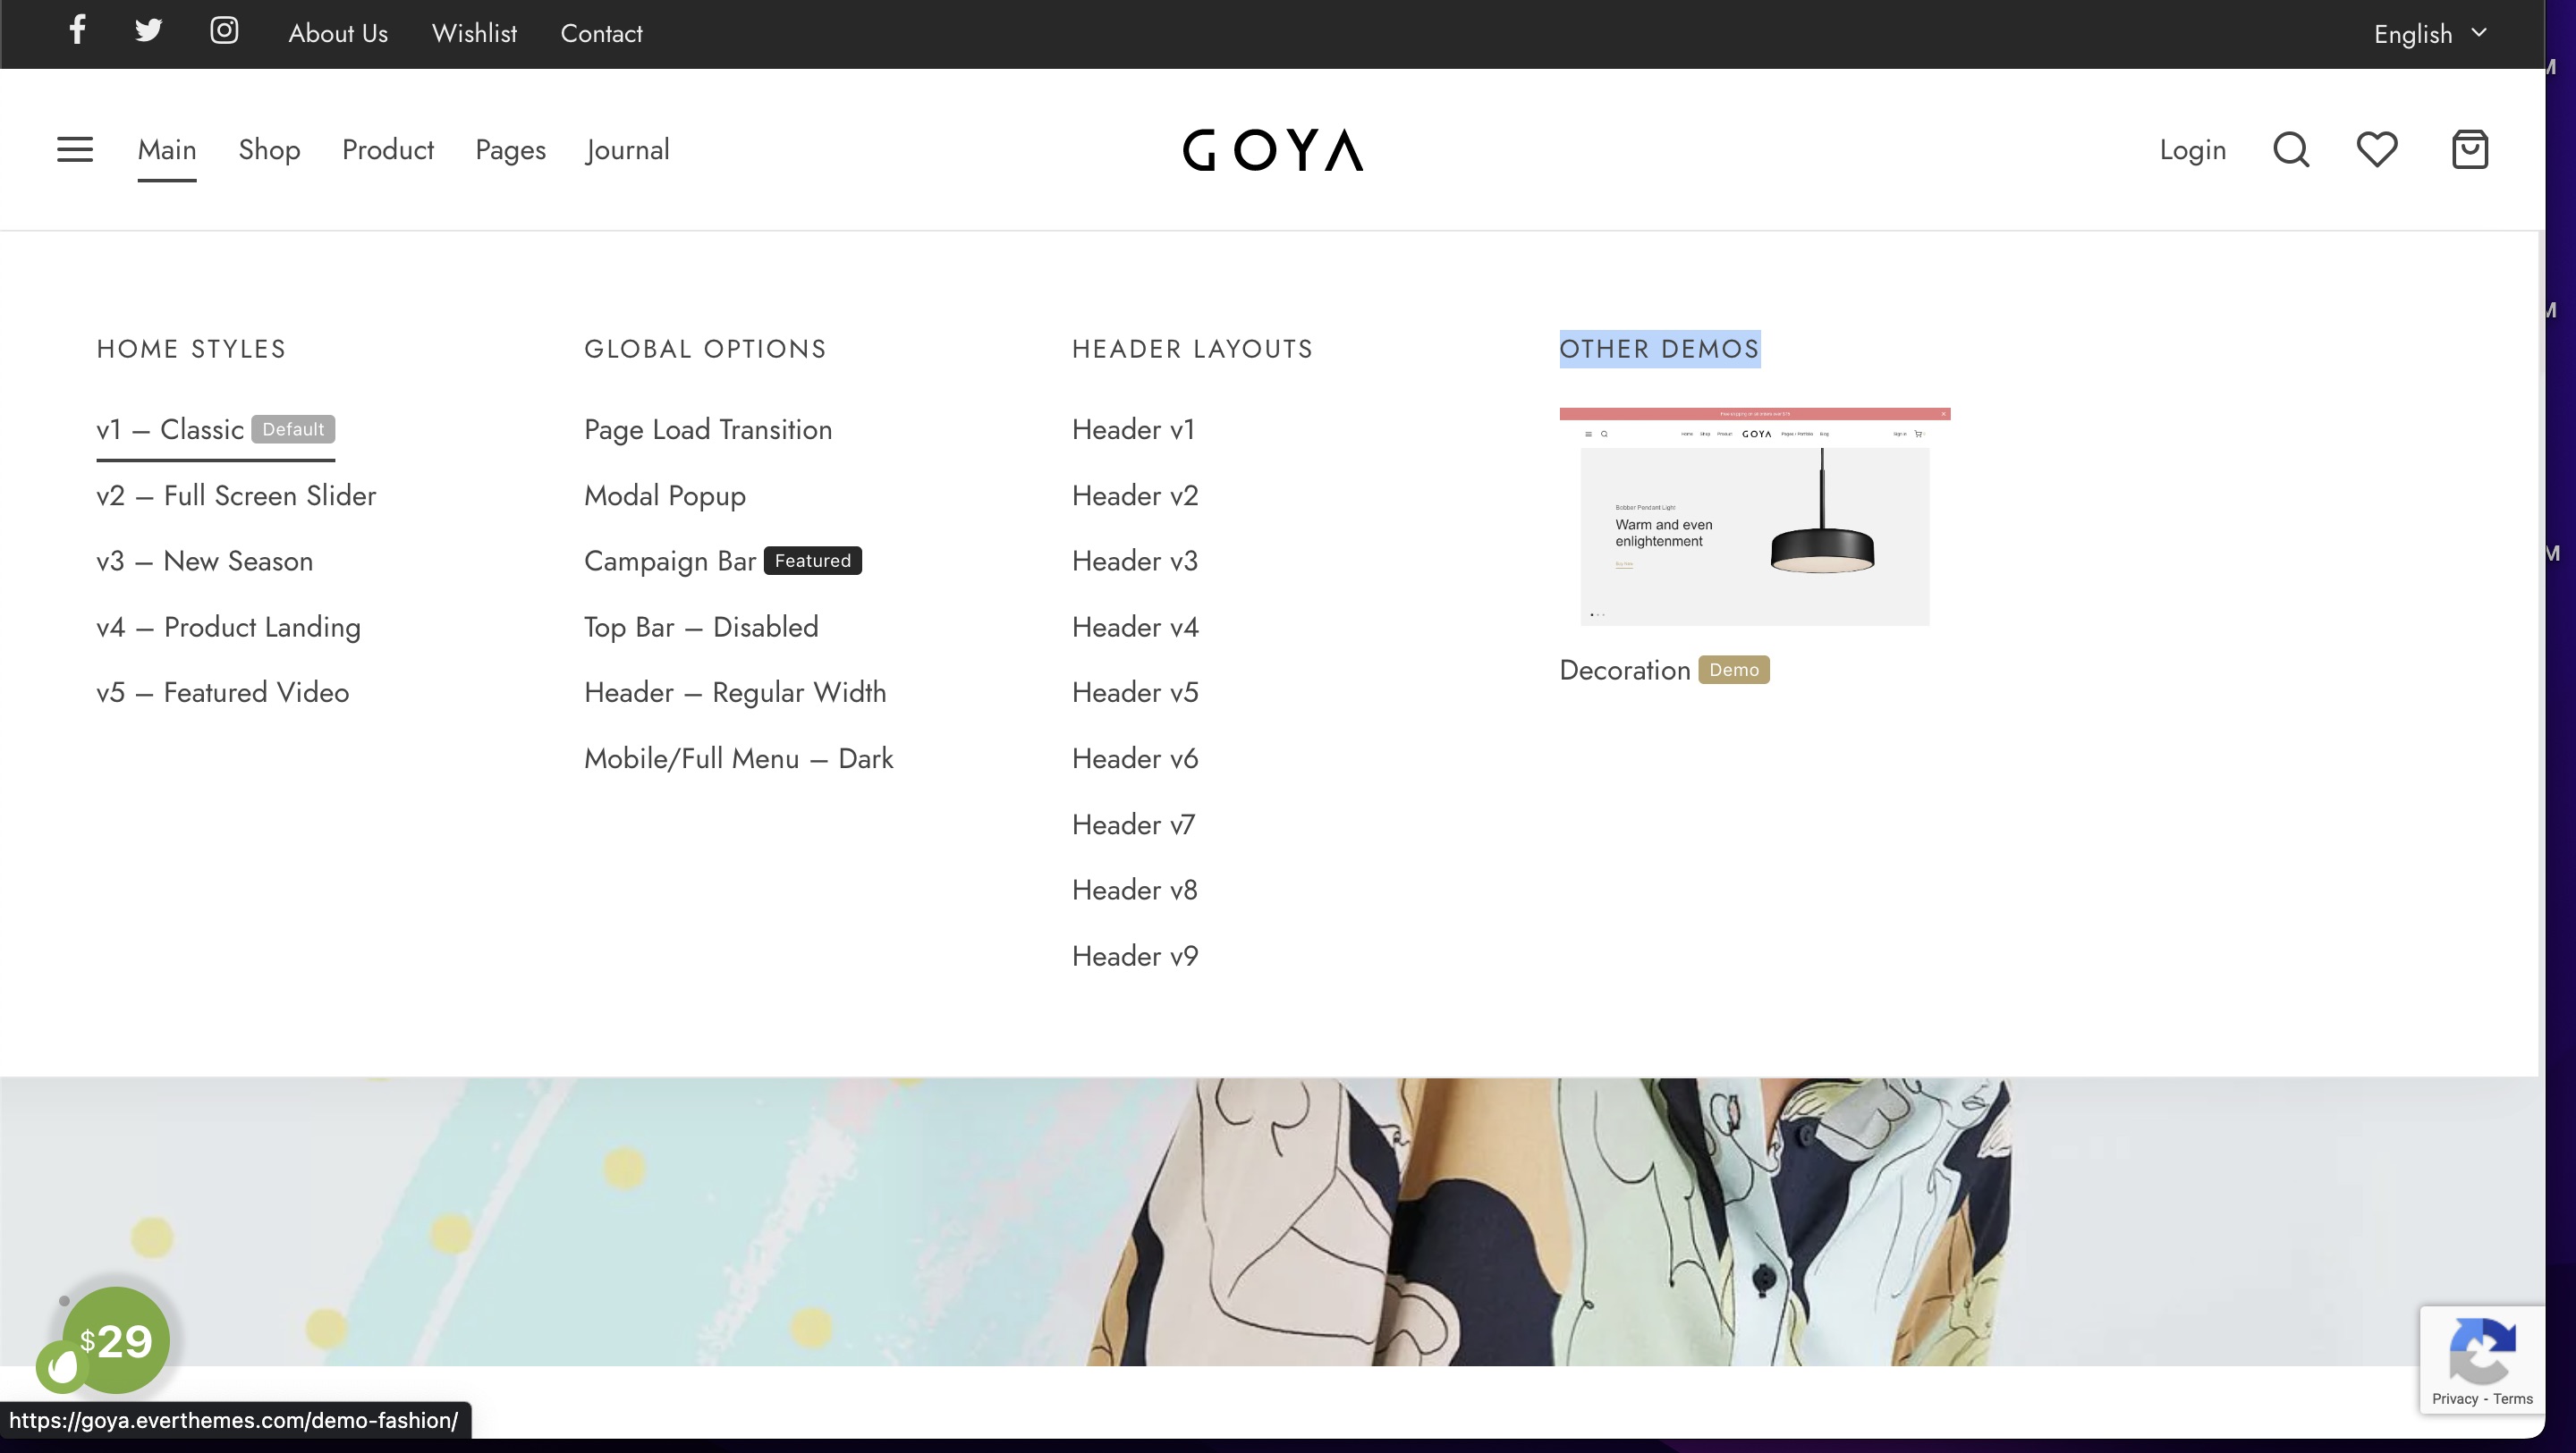 About Us Wishlist Contact English
Main Shop Product Pages Journal GOYA Login
HOME STYLES
v1 – Classic Default
v2 – Full Screen Slider
v3 – New Season
v4 – Product Landing
v5 – Featured Video
GLOBAL OPTIONS
Page Load Transition
Modal Popup
Campaign Bar Featured
Top Bar – Disabled
Header – Regular Width
Mobile/Full Menu – Dark
HEADER LAYOUTS
Header v1
Header v2
Header v3
Header v4
Header v5
Header v6
Header v7
Header v8
Header v9
OTHER DEMOS
GOYA
Bobber Pendant Light
Warm and even
enlightenment
Decoration Demo
$29
Privacy - Terms
https://goya.everthemes.com/demo-fashion/